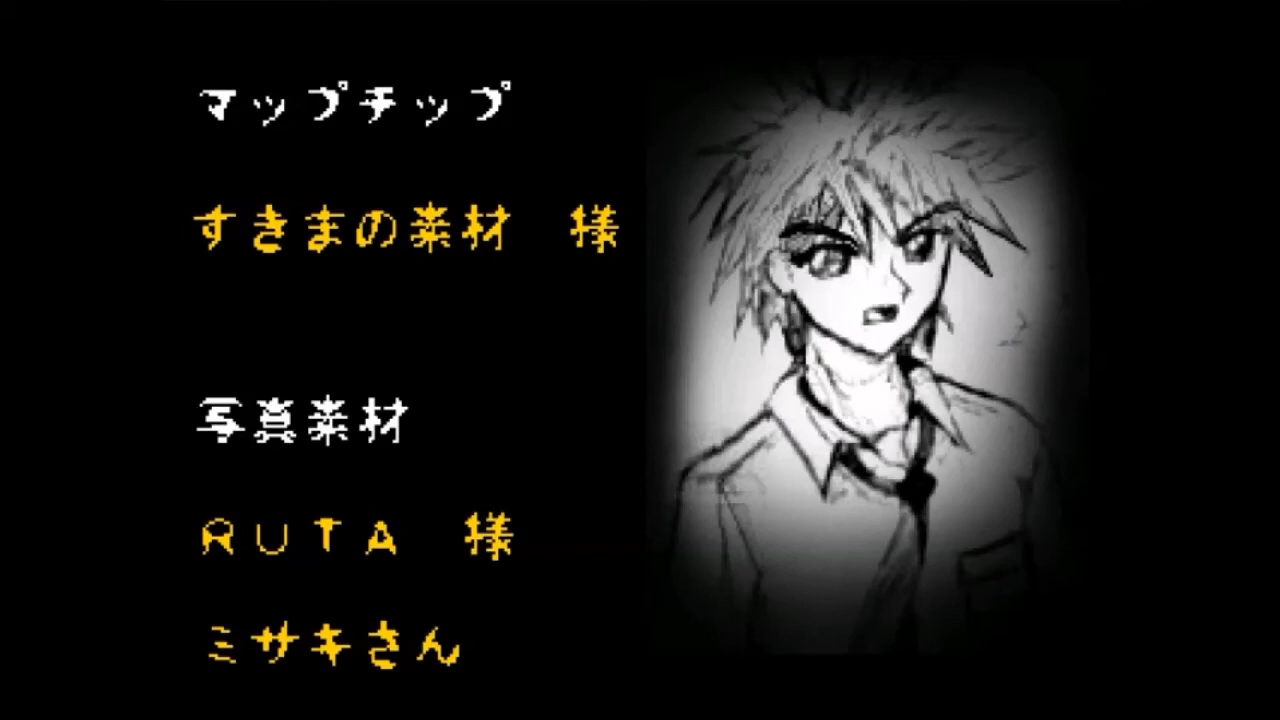 マップチップ
すきまの素材　様
写真素材
ＲＵＴＡ　様
ミサキさん